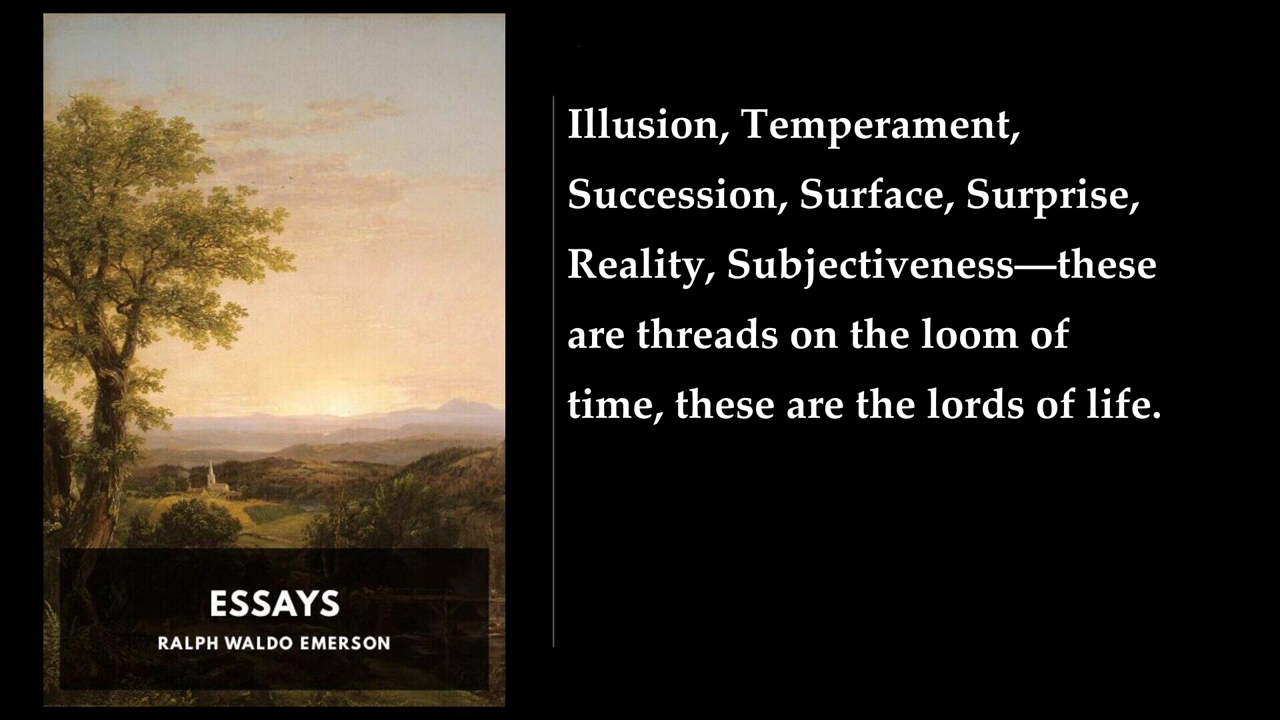 Illusion, Temperament,
Succession, Surface, Surprise,
Reality, Subjectiveness—these
are threads on the loom of
time, these are the lords of life.
ESSAYS
RALPH WALDO EMERSON